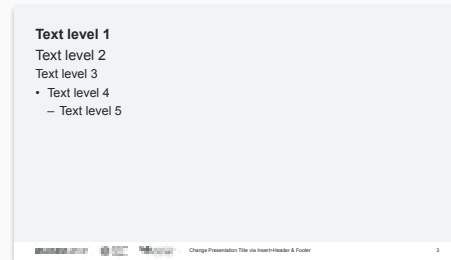 Text level 1
Text level 2
Text level 3
• Text level 4
– Text level 5
Change Presentation Title via Insert>Header & Footer
3